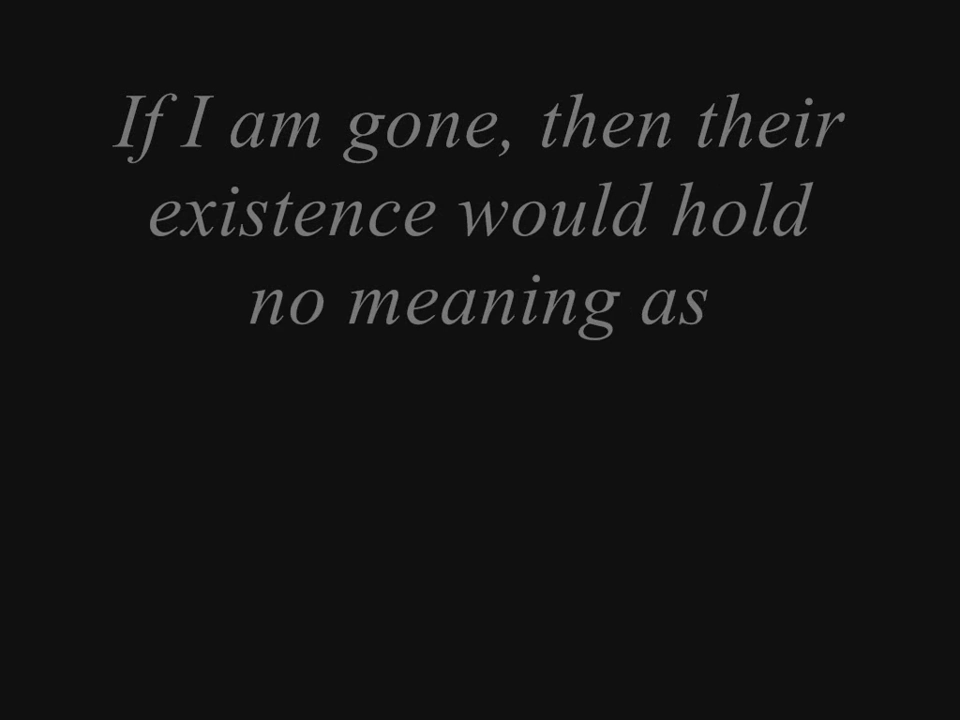 If I am gone, then their
existence would hold
no meaning as